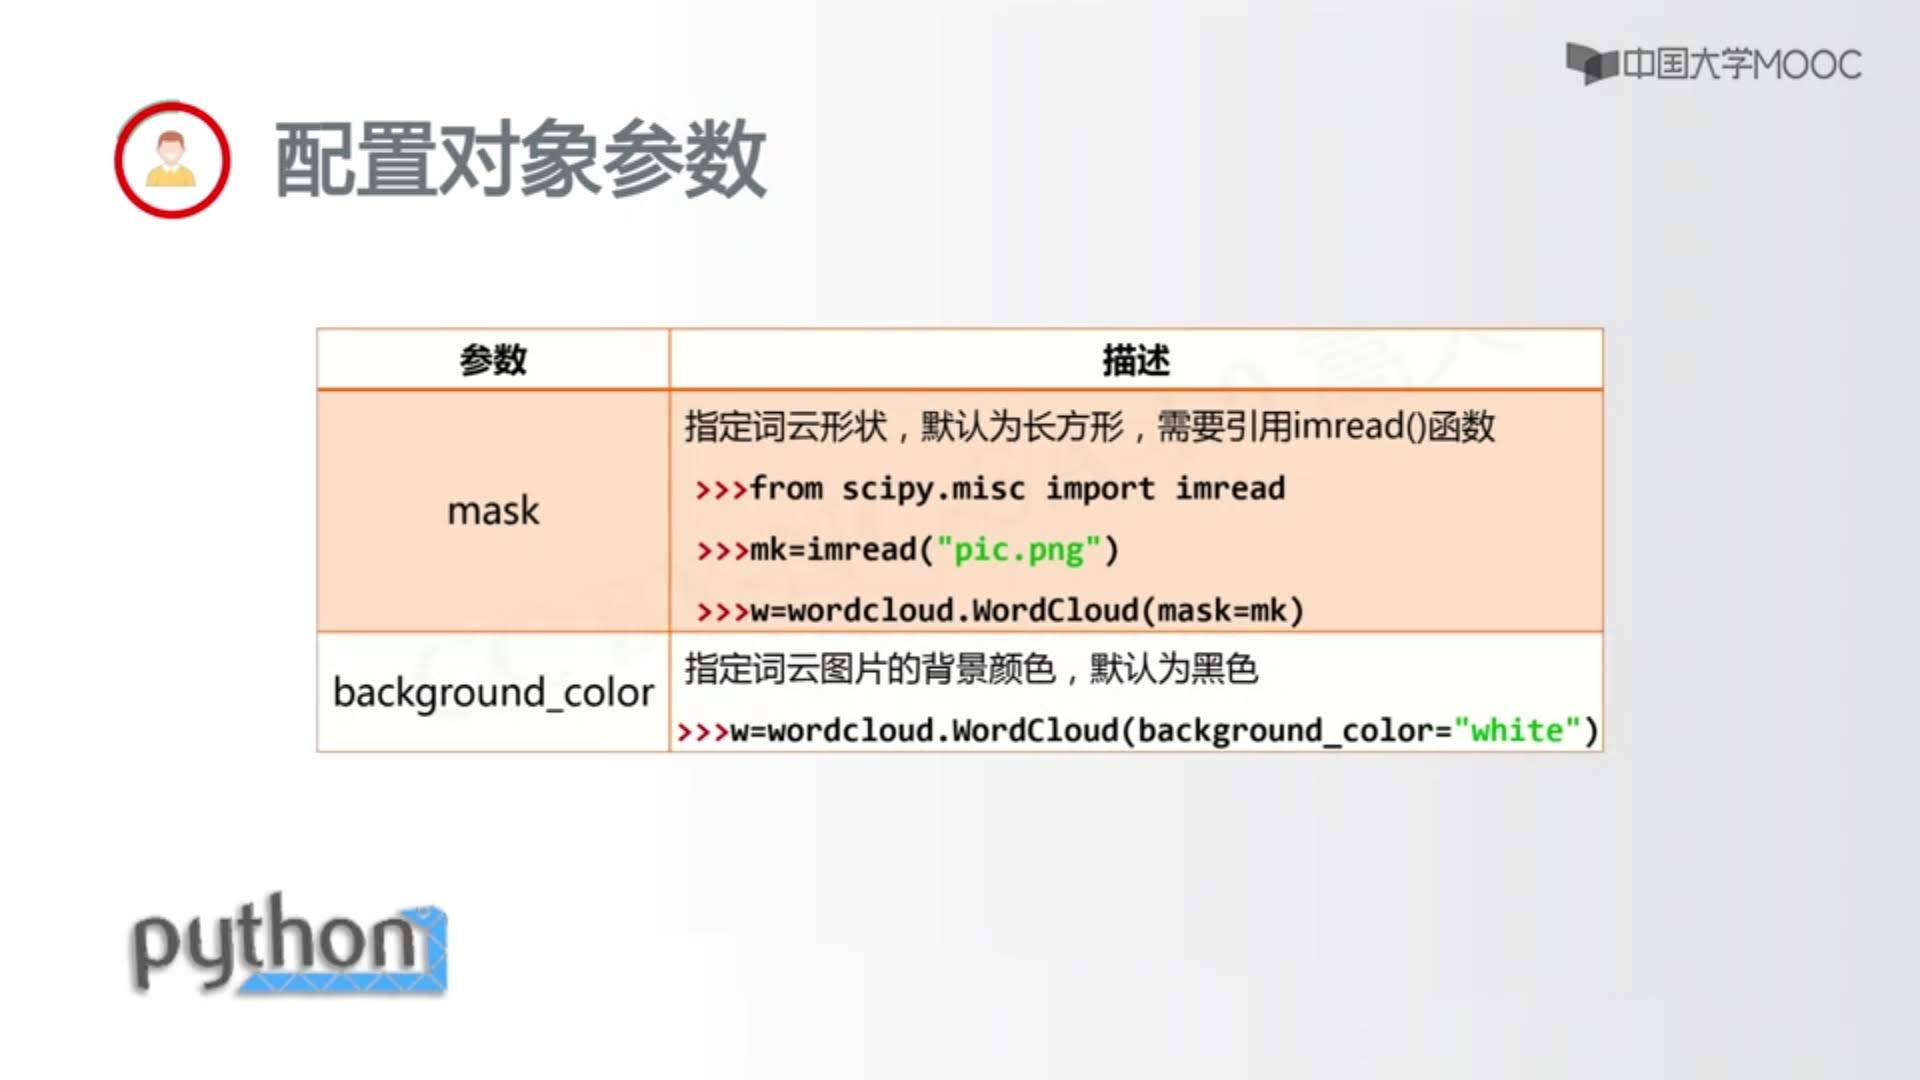 中国大学MOOC
配置对象参数
参数
描述
mask
指定词云形状，默认为长方形，需要引用imread()函数
>>>from scipy.misc import imread
>>>mk=imread("pic.png")
>>>w=wordcloud.WordCloud(mask=mk)
background_color
指定词云图片的背景颜色，默认为黑色
>>>w=wordcloud.WordCloud(background_color="white")
python